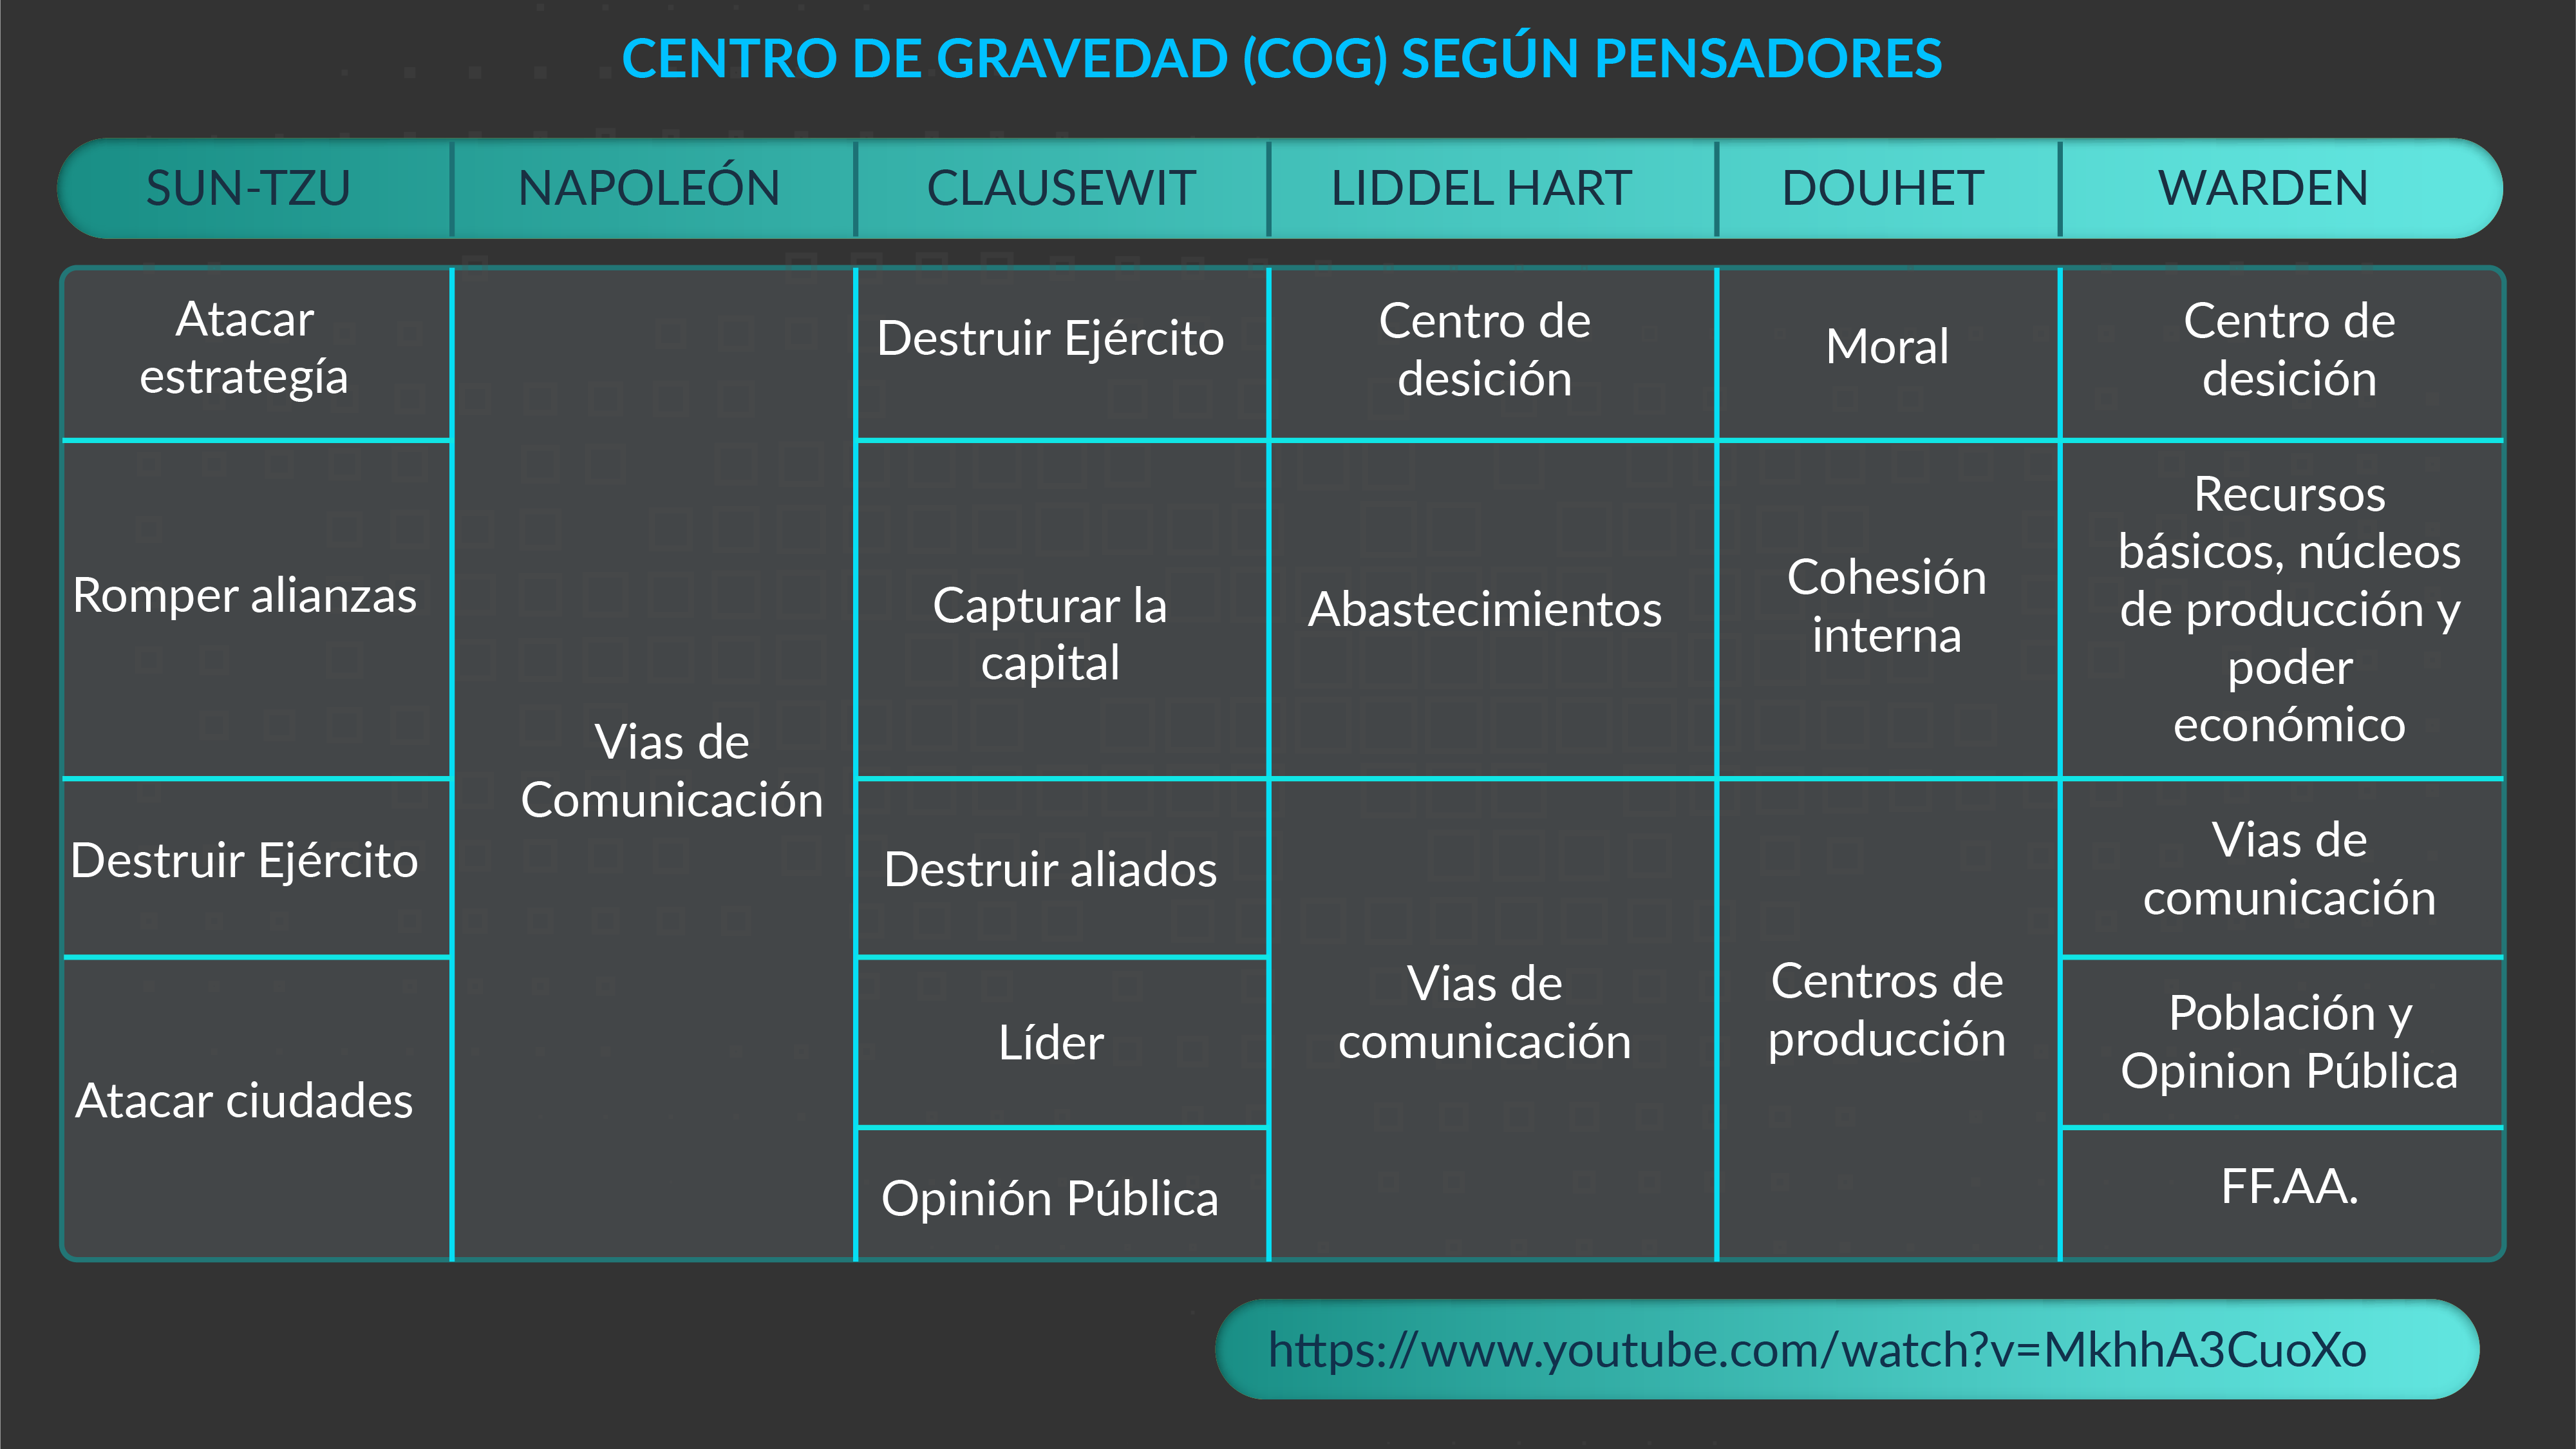 CENTRO DE GRAVEDAD (COG) SEGÚN PENSADORES
SUN-TZU
NAPOLEÓN
CLAUSEWIT
LIDDEL HART
DOUHET
WARDEN
Atacar
estrategía
Romper alianzas
Destruir Ejército
Atacar ciudades
Vias de
Comunicación
Destruir Ejército
Capturar la
capital
Destruir aliados
Líder
Opinión Pública
Centro de
desición
Abastecimientos
Vias de
comunicación
Moral
Cohesión
interna
Centros de
producción
Centro de
desición
Recursos
básicos, núcleos
de producción y
poder
económico
Vias de
comunicación
Población y
Opinion Pública
FF.AA.
https://www.youtube.com/watch?v=MkhhA3CuoXo